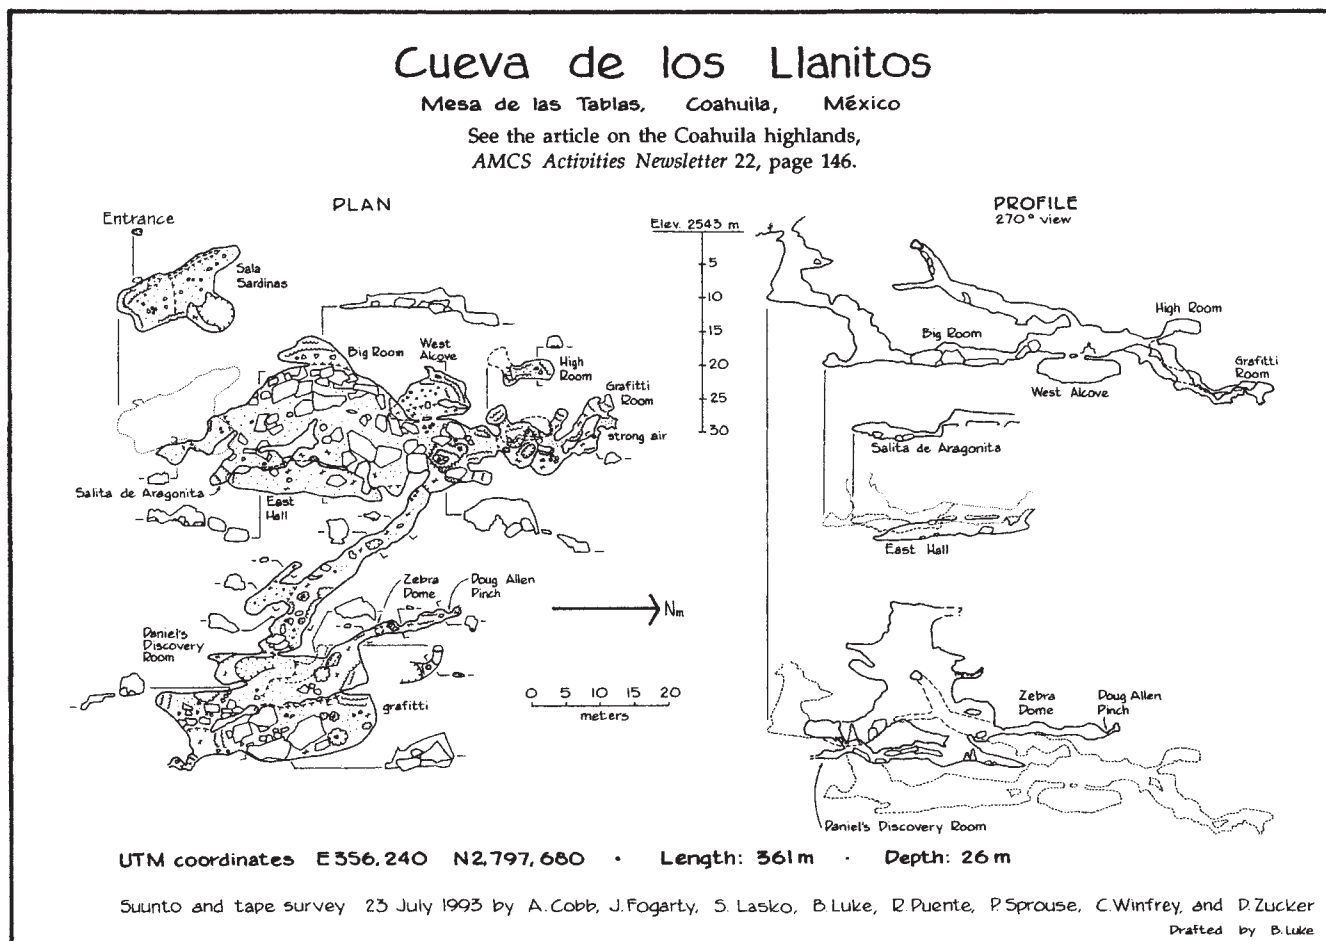 Cueva de los Llanitos
Mesa de las Tablas, Coahuila, México
See the article on the Coahuila highlands,
AMCS Activities Newsletter 22, page 146.
PLAN
Entrance
Sala
Sardinas
Big Room
West
Alcove
High
Room
Grafitti
Room
strong air
Salita de Aragonita
East
Hall
Zebra
Dome
Doug Allen
Pinch
Daniel's
Discovery
Room
grafitti
Elev. 2543 m
5
10
15
20
25
30
Nm
0 5 10 15 20
meters
PROFILE
270° view
High Room
Big Room
Grafitti
Room
West Alcove
Salita de Aragonita
East Hall
?
Zebra
Dome
Doug Allen
Pinch
Daniel's Discovery Room
UTM coordinates E356,240 N2,797,680 · Length: 361m · Depth: 26m
Suunto and tape survey 23 July 1993 by A.Cobb, J.Fogarty, S. Lasko, B.Luke, R.Puente, P.Sprouse, C.Winfrey, and D.Zucker
Drafted by B.Luke